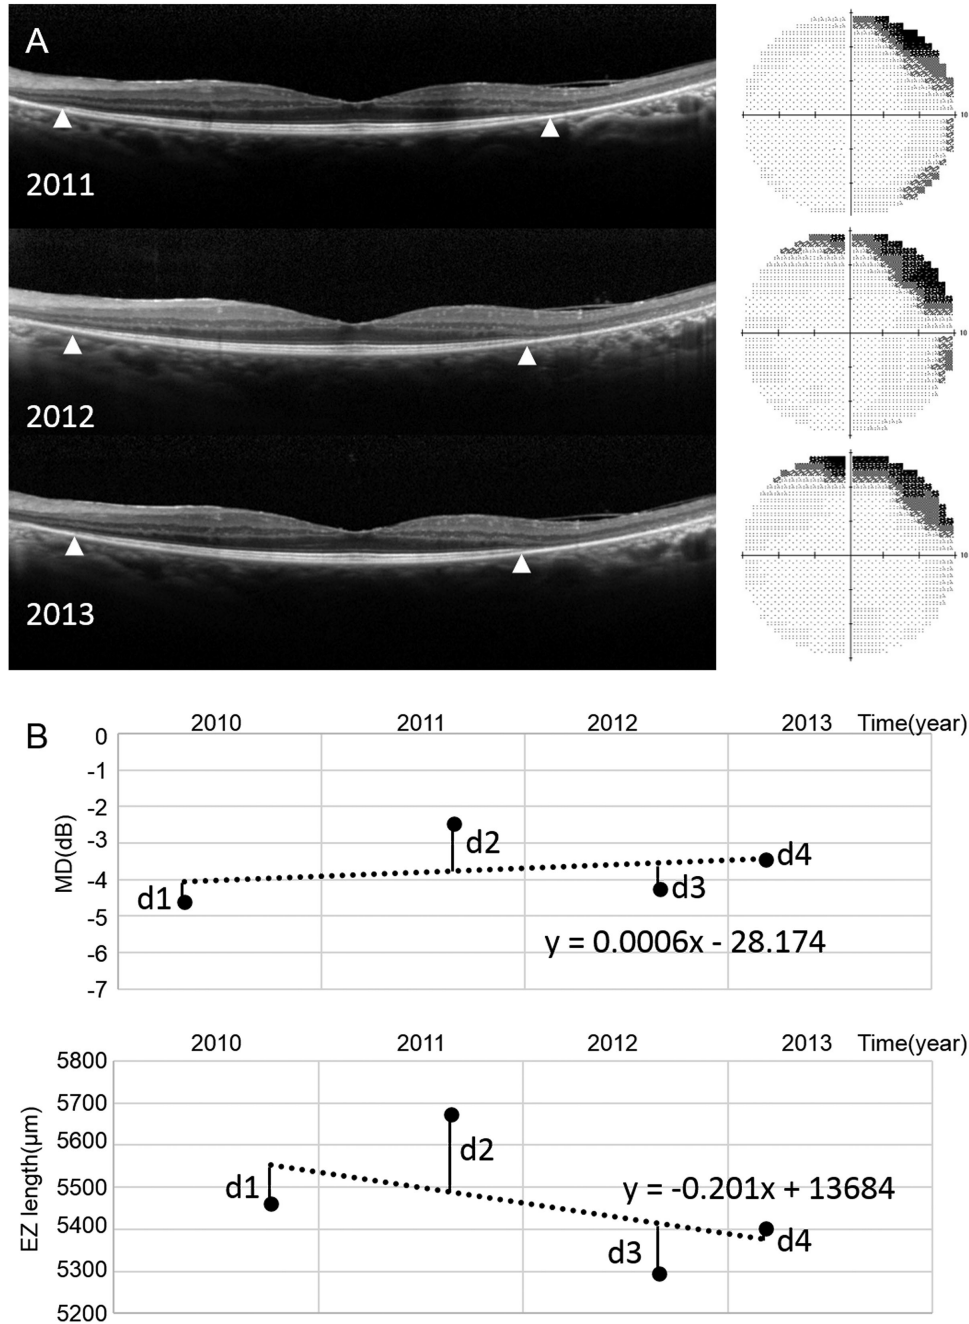 A
2011
10
2012
10
2013
10
B
2010 2011 2012 2013 Time(year)
0
-1
-2
-3
-4
-5
-6
-7
MD(dB)
d1
d2
d3
d4
y = 0.0006x - 28.174
2010 2011 2012 2013 Time(year)
5800
5700
5600
5500
5400
5300
5200
EZ length(μm)
d1
d2
d3
d4
y = -0.201x + 13684